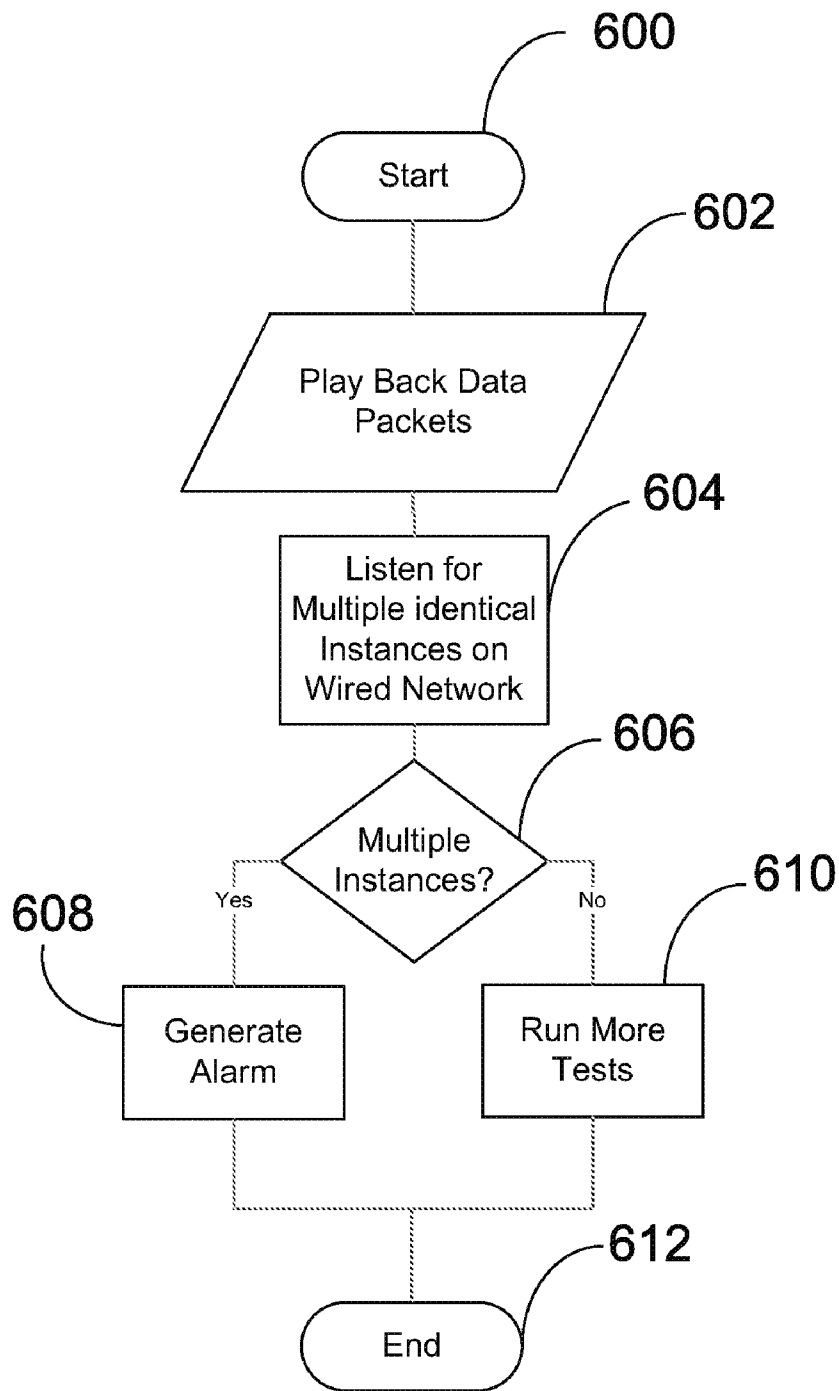 600
Start
602
Play Back Data
Packets
604
Listen for
Multiple identical
Instances on
Wired Network
606
Multiple
Instances?
Yes
No
608
610
Generate
Alarm
Run More
Tests
612
End